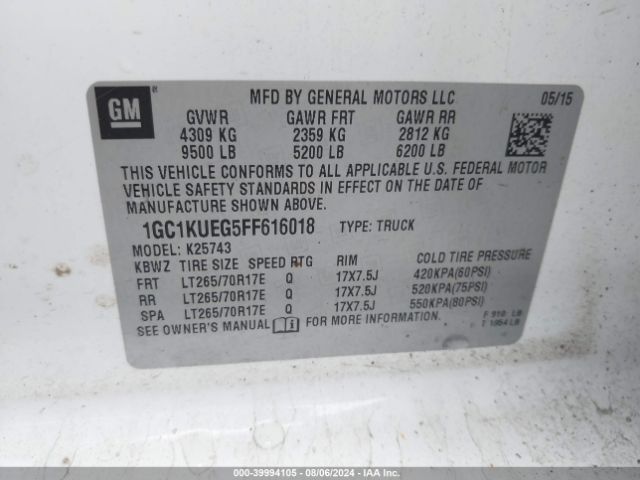 GM
MFD BY GENERAL MOTORS LLC 05/15
GVWR GAWR FRT GAWR RR
4309 KG 2359 KG 2812 KG
9500 LB 5200 LB 6200 LB
THIS VEHICLE CONFORMS TO ALL APPLICABLE U.S. FEDERAL MOTOR
VEHICLE SAFETY STANDARDS IN EFFECT ON THE DATE OF
MANUFACTURE SHOWN ABOVE.
1GC1KUEG5FF616018 TYPE: TRUCK
MODEL: K25743
KBWZ TIRE SIZE SPEED RTG RIM COLD TIRE PRESSURE
FRT LT265/70R17E Q 17X7.5J 420KPA(60PSI)
RR LT265/70R17E Q 17X7.5J 520KPA(75PSI)
SPA LT265/70R17E Q 17X7.5J 550KPA(80PSI)
SEE OWNER'S MANUAL FOR MORE INFORMATION.
F 910 LB
T 1954 LB
000-39994105 - 08/06/2024 - IAA Inc.